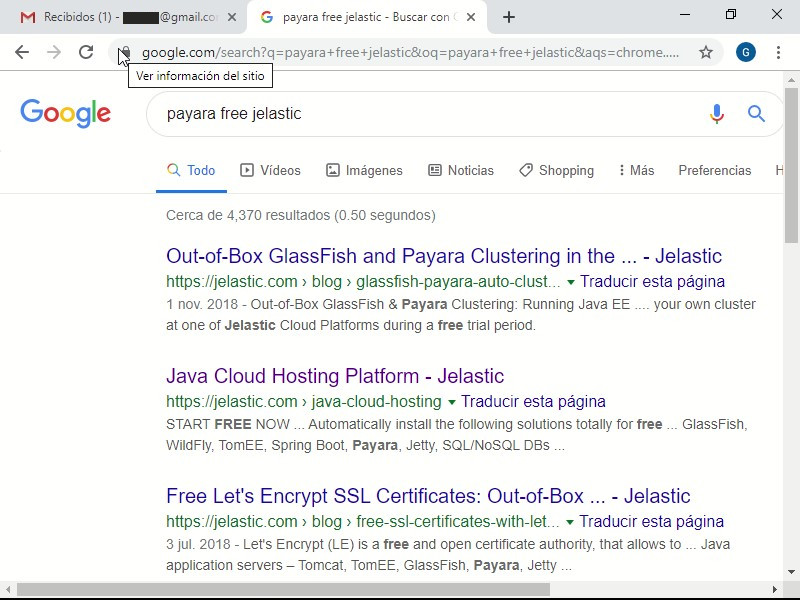 Recibidos (1) - @gmail.co
payara free jelastic - Buscar con G
google.com/search?q=payara+free+jelastic&oq=payara+free+jelastic&aqs=chrome.....
G
Ver información del sitio
Google
payara free jelastic
Todo Vídeos Imágenes Noticias Shopping Más Preferencias H
Cerca de 4,370 resultados (0.50 segundos)
Out-of-Box GlassFish and Payara Clustering in the ... - Jelastic
https://jelastic.com › blog › glassfish-payara-auto-clust... Traducir esta página
1 nov. 2018 - Out-of-Box GlassFish & Payara Clustering: Running Java EE .... your own cluster
at one of Jelastic Cloud Platforms during a free trial period.
Java Cloud Hosting Platform - Jelastic
https://jelastic.com › java-cloud-hosting Traducir esta página
START FREE NOW ... Automatically install the following solutions totally for free ... GlassFish,
WildFly, TomEE, Spring Boot, Payara, Jetty, SQL/NoSQL DBs ...
Free Let's Encrypt SSL Certificates: Out-of-Box ... - Jelastic
https://jelastic.com › blog › free-ssl-certificates-with-let... Traducir esta página
3 jul. 2018 - Let's Encrypt (LE) is a free and open certificate authority, that allows to ... Java
application servers – Tomcat, TomEE, GlassFish, Payara, Jetty ...